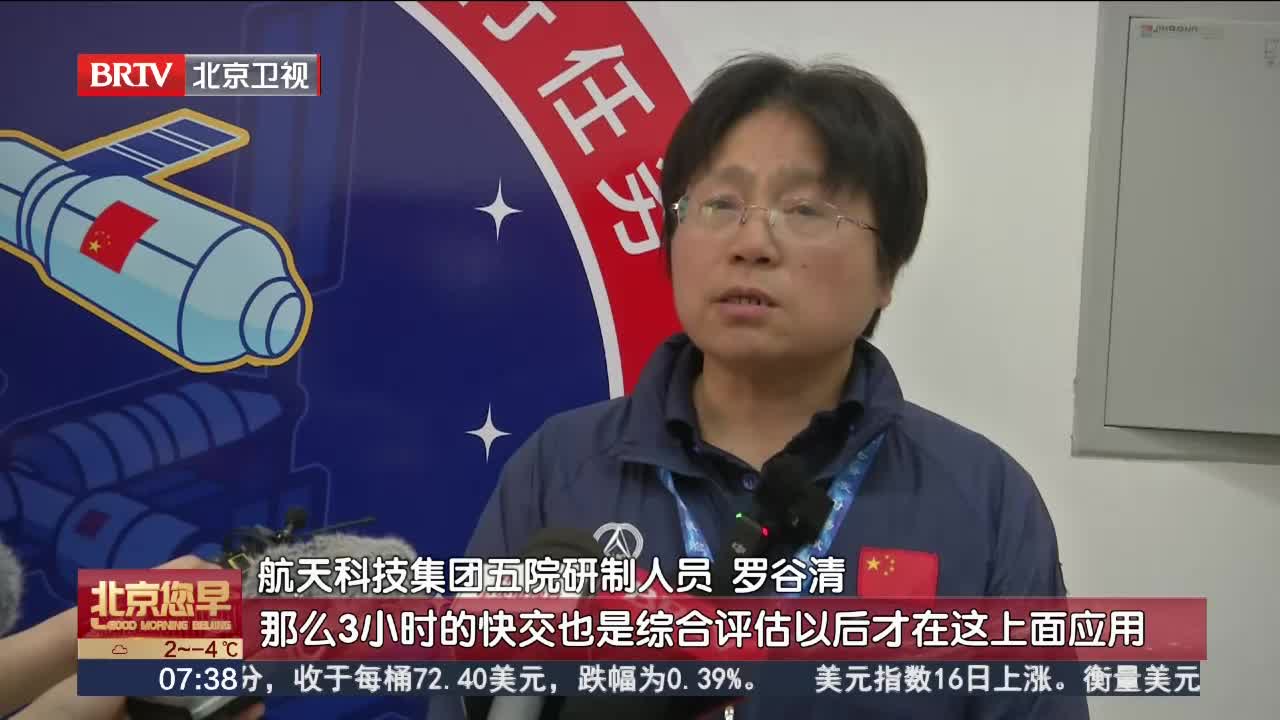 行任务
BRTV 北京卫视
航天科技集团五院研制人员 罗谷清
北京您早
GOOD MORNING BEIJING
那么3小时的快交也是综合评估以后才在这上面应用
2~-4℃
07:38
分，收于每桶72.40美元，跌幅为0.39%。 美元指数16日上涨。衡量美元